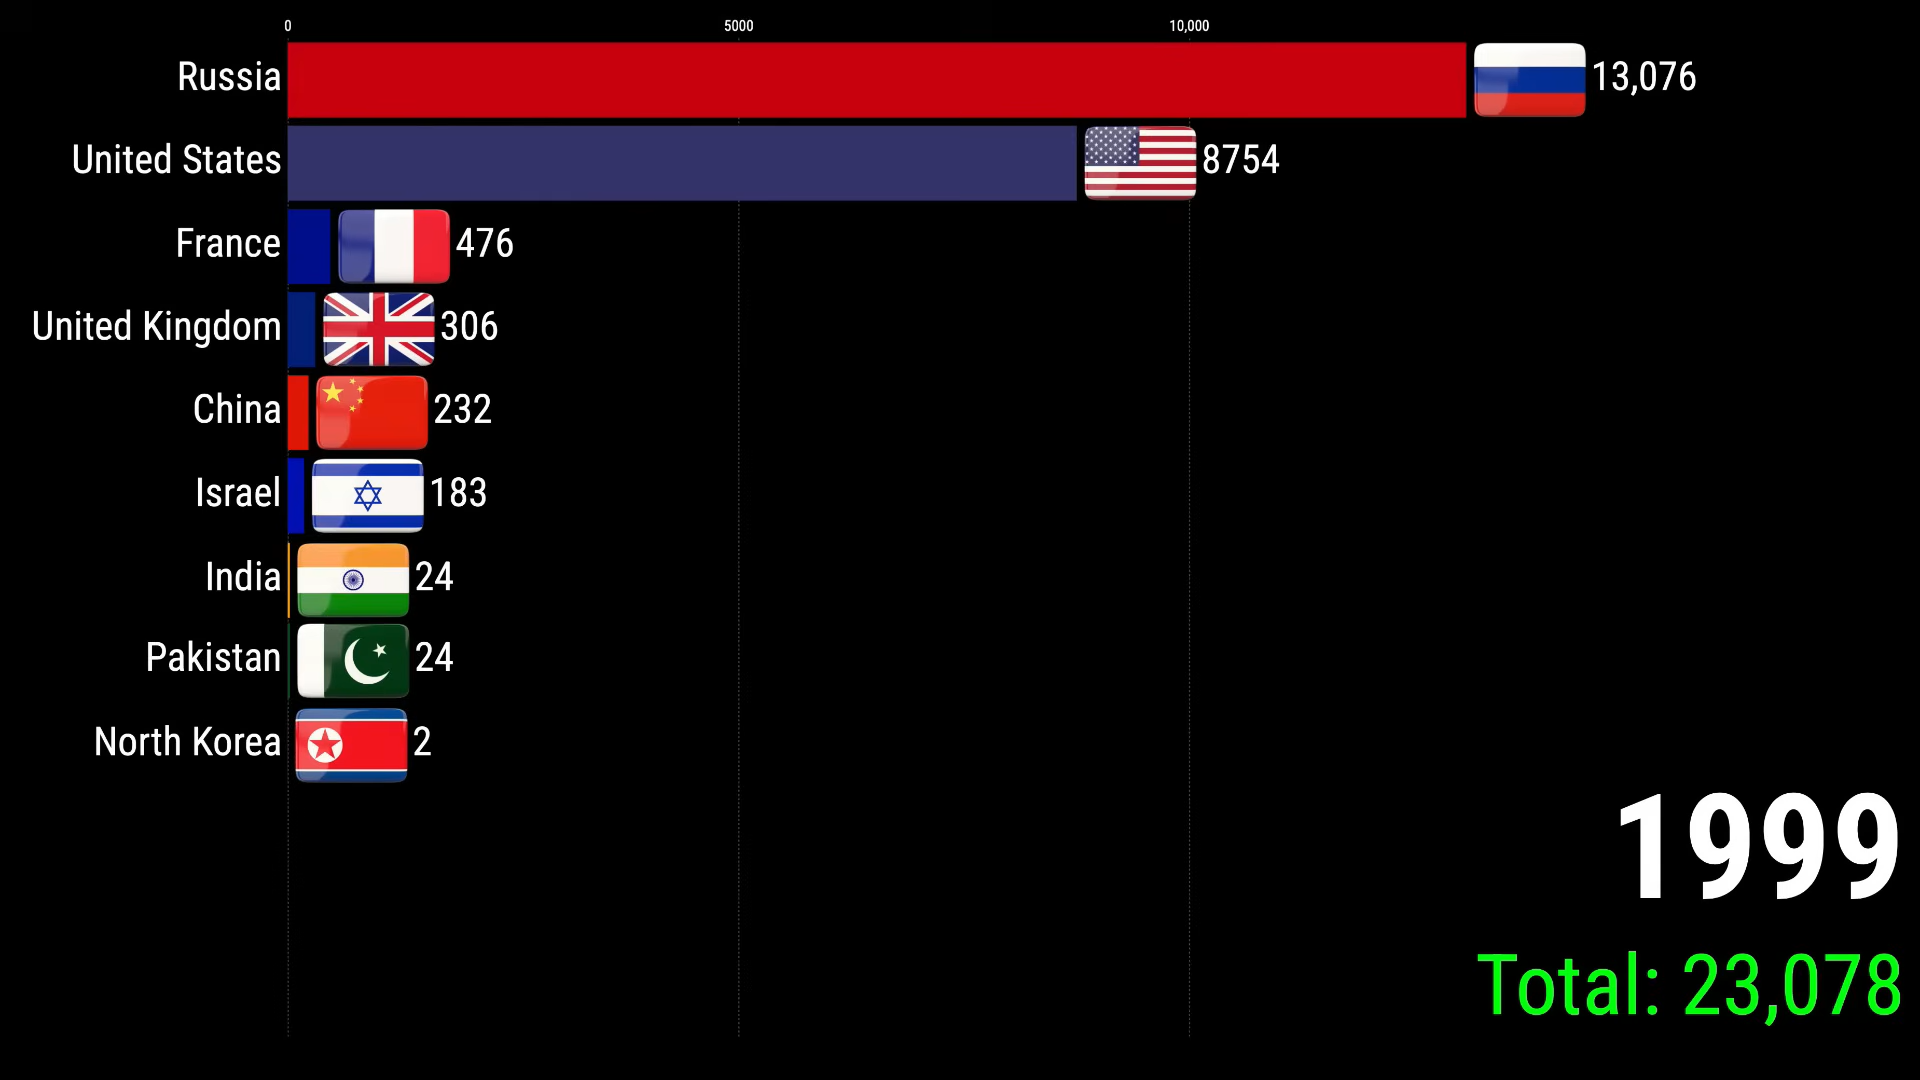 0 5000 10,000
Russia 13,076
United States 8754
France 476
United Kingdom 306
China 232
Israel 183
India 24
Pakistan 24
North Korea 2
1999
Total: 23,078